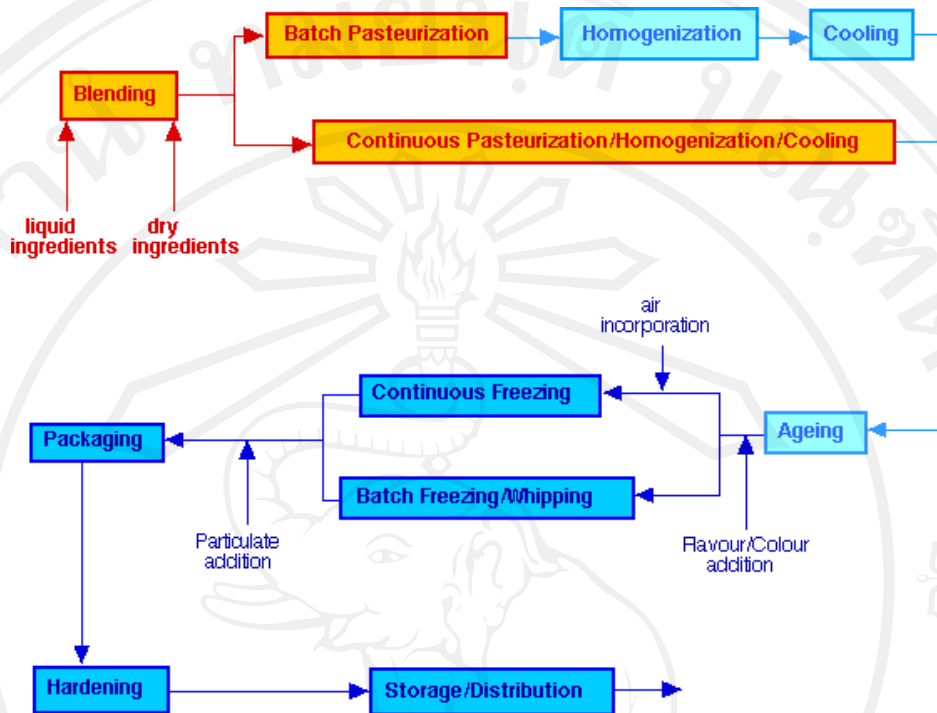 Batch Pasteurization
Homogenization
Cooling
Blending
Continuous Pasteurization/Homogenization/Cooling
liquid
ingredients
dry
ingredients
air
incorporation
Continuous Freezing
Packaging
Ageing
Batch Freezing/Whipping
Particulate
addition
Flavour/Colour
addition
Hardening
Storage/Distribution